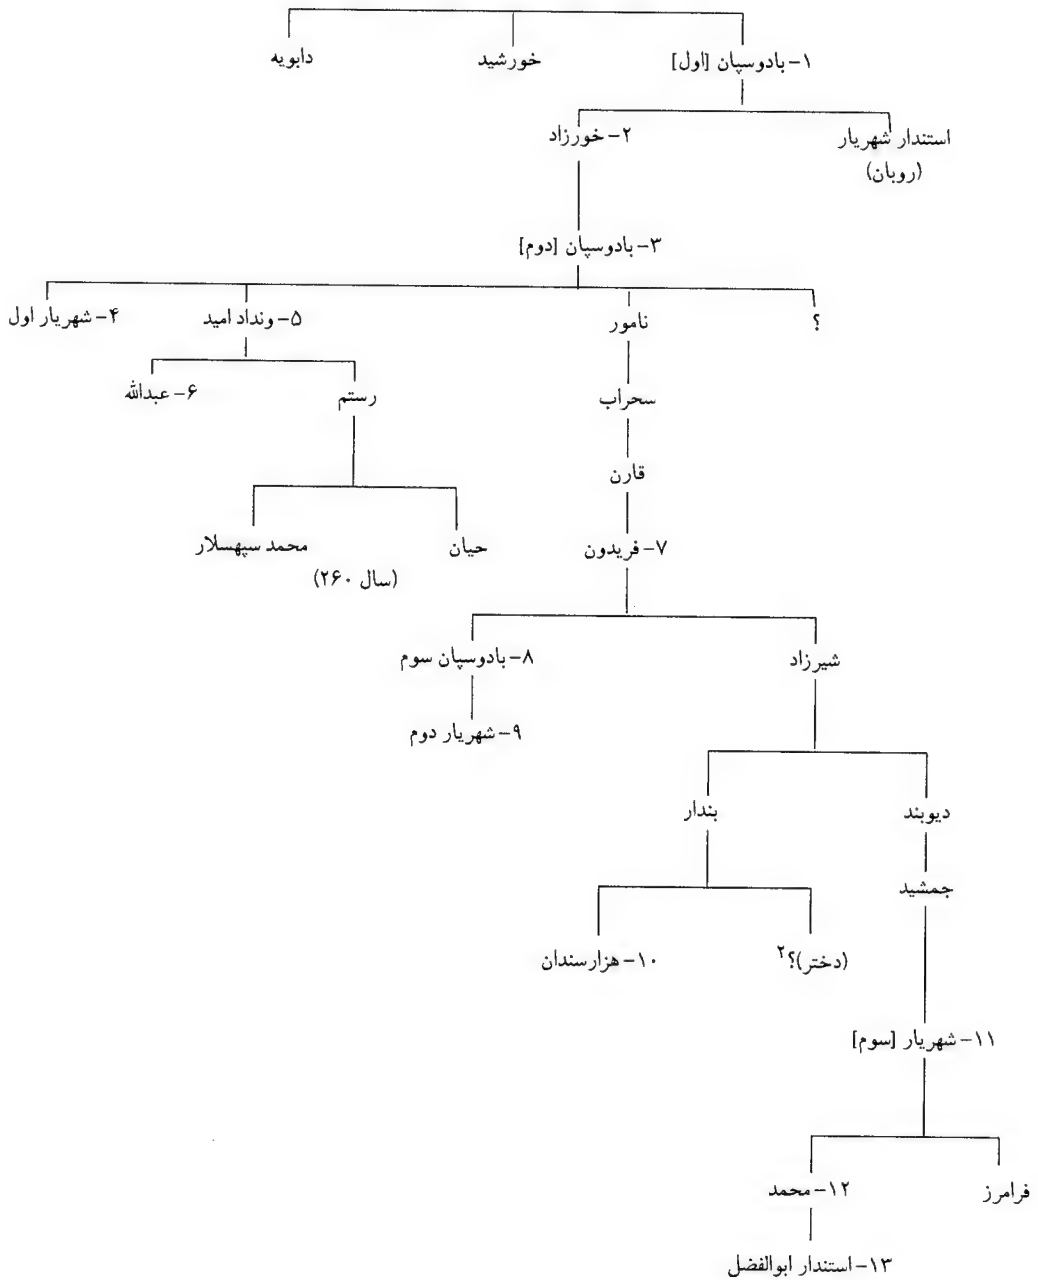 ۱- بادوسپان [اول]
خورشید
دابویه
استندار شهریار
(رویان)
۲- خورزاد
۳- بادوسپان [دوم]
؟
نامور
۵- ونداد امید
۴- شهریار اول
سحراب
رستم
۶- عبدالله
قارن
۷- فریدون
حیان
محمد سپهسلار
(سال ۲۶۰)
شیرزاد
۸- بادوسپان سوم
۹- شهریار دوم
دیوبند
بندار
جمشید
(دختر)؟۲
۱۰- هزارسندان
۱۱- شهریار [سوم]
فرامرز
۱۲- محمد
۱۳- استندار ابوالفضل